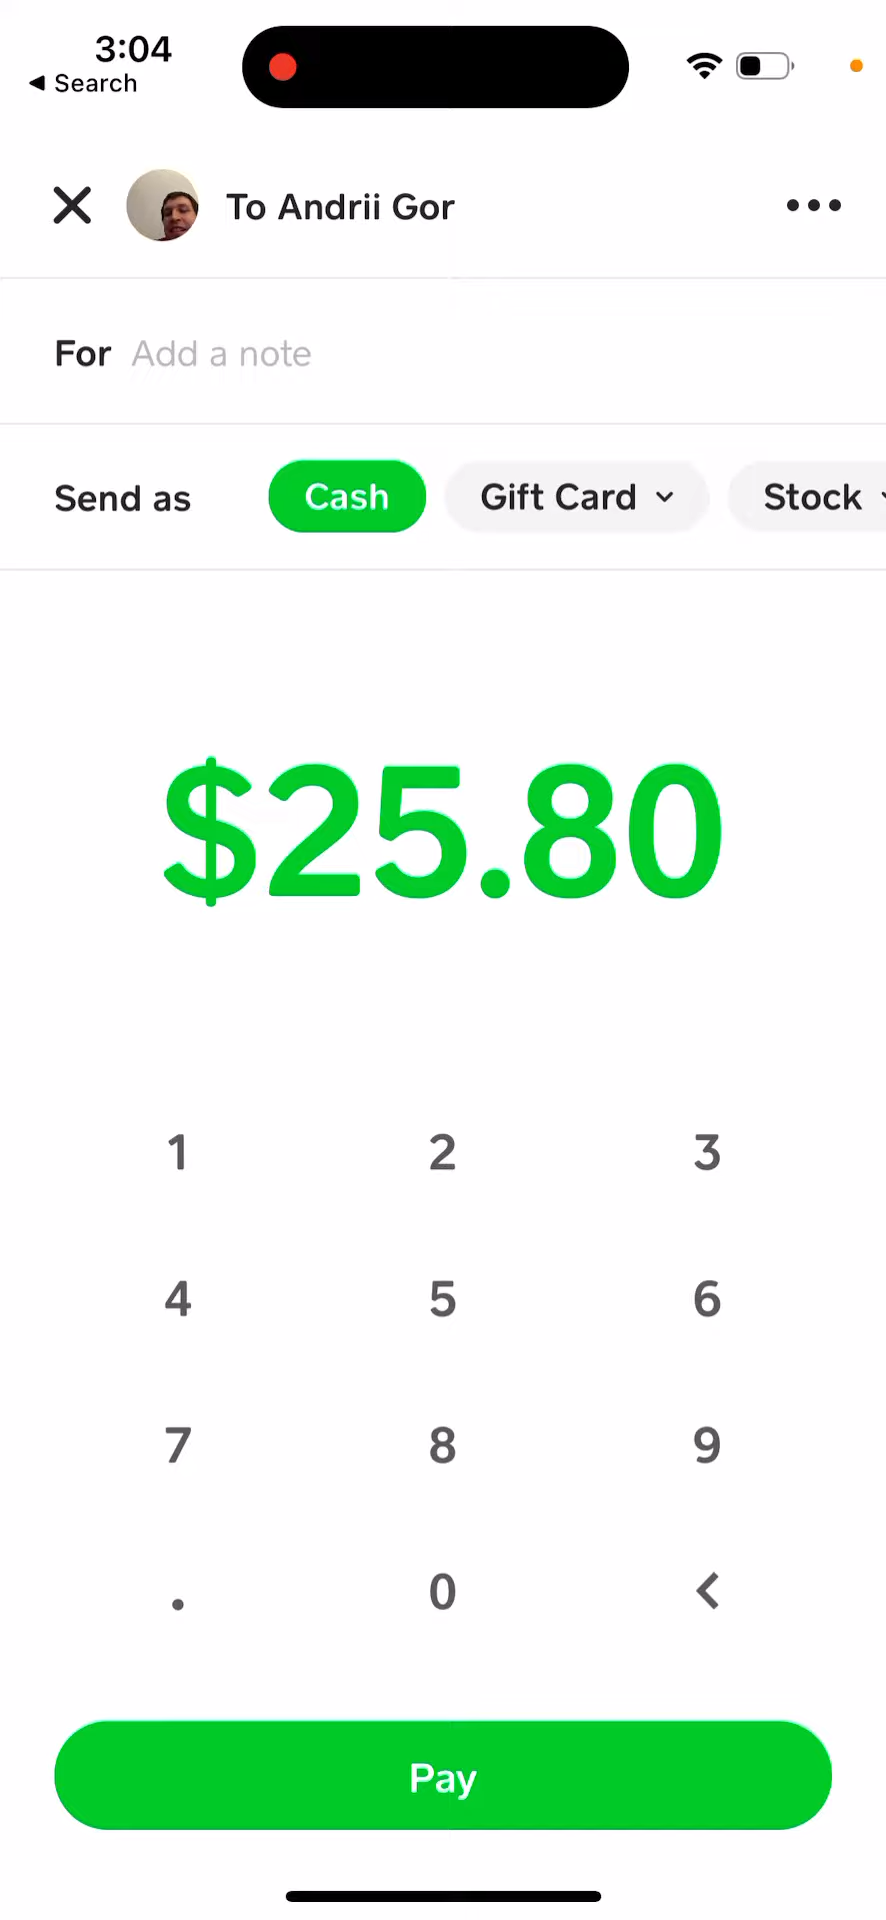 3:04
◀ Search
To Andrii Gor
For Add a note
Send as Cash Gift Card Stock
$25.80
1 2 3
4 5 6
7 8 9
. 0 <
Pay